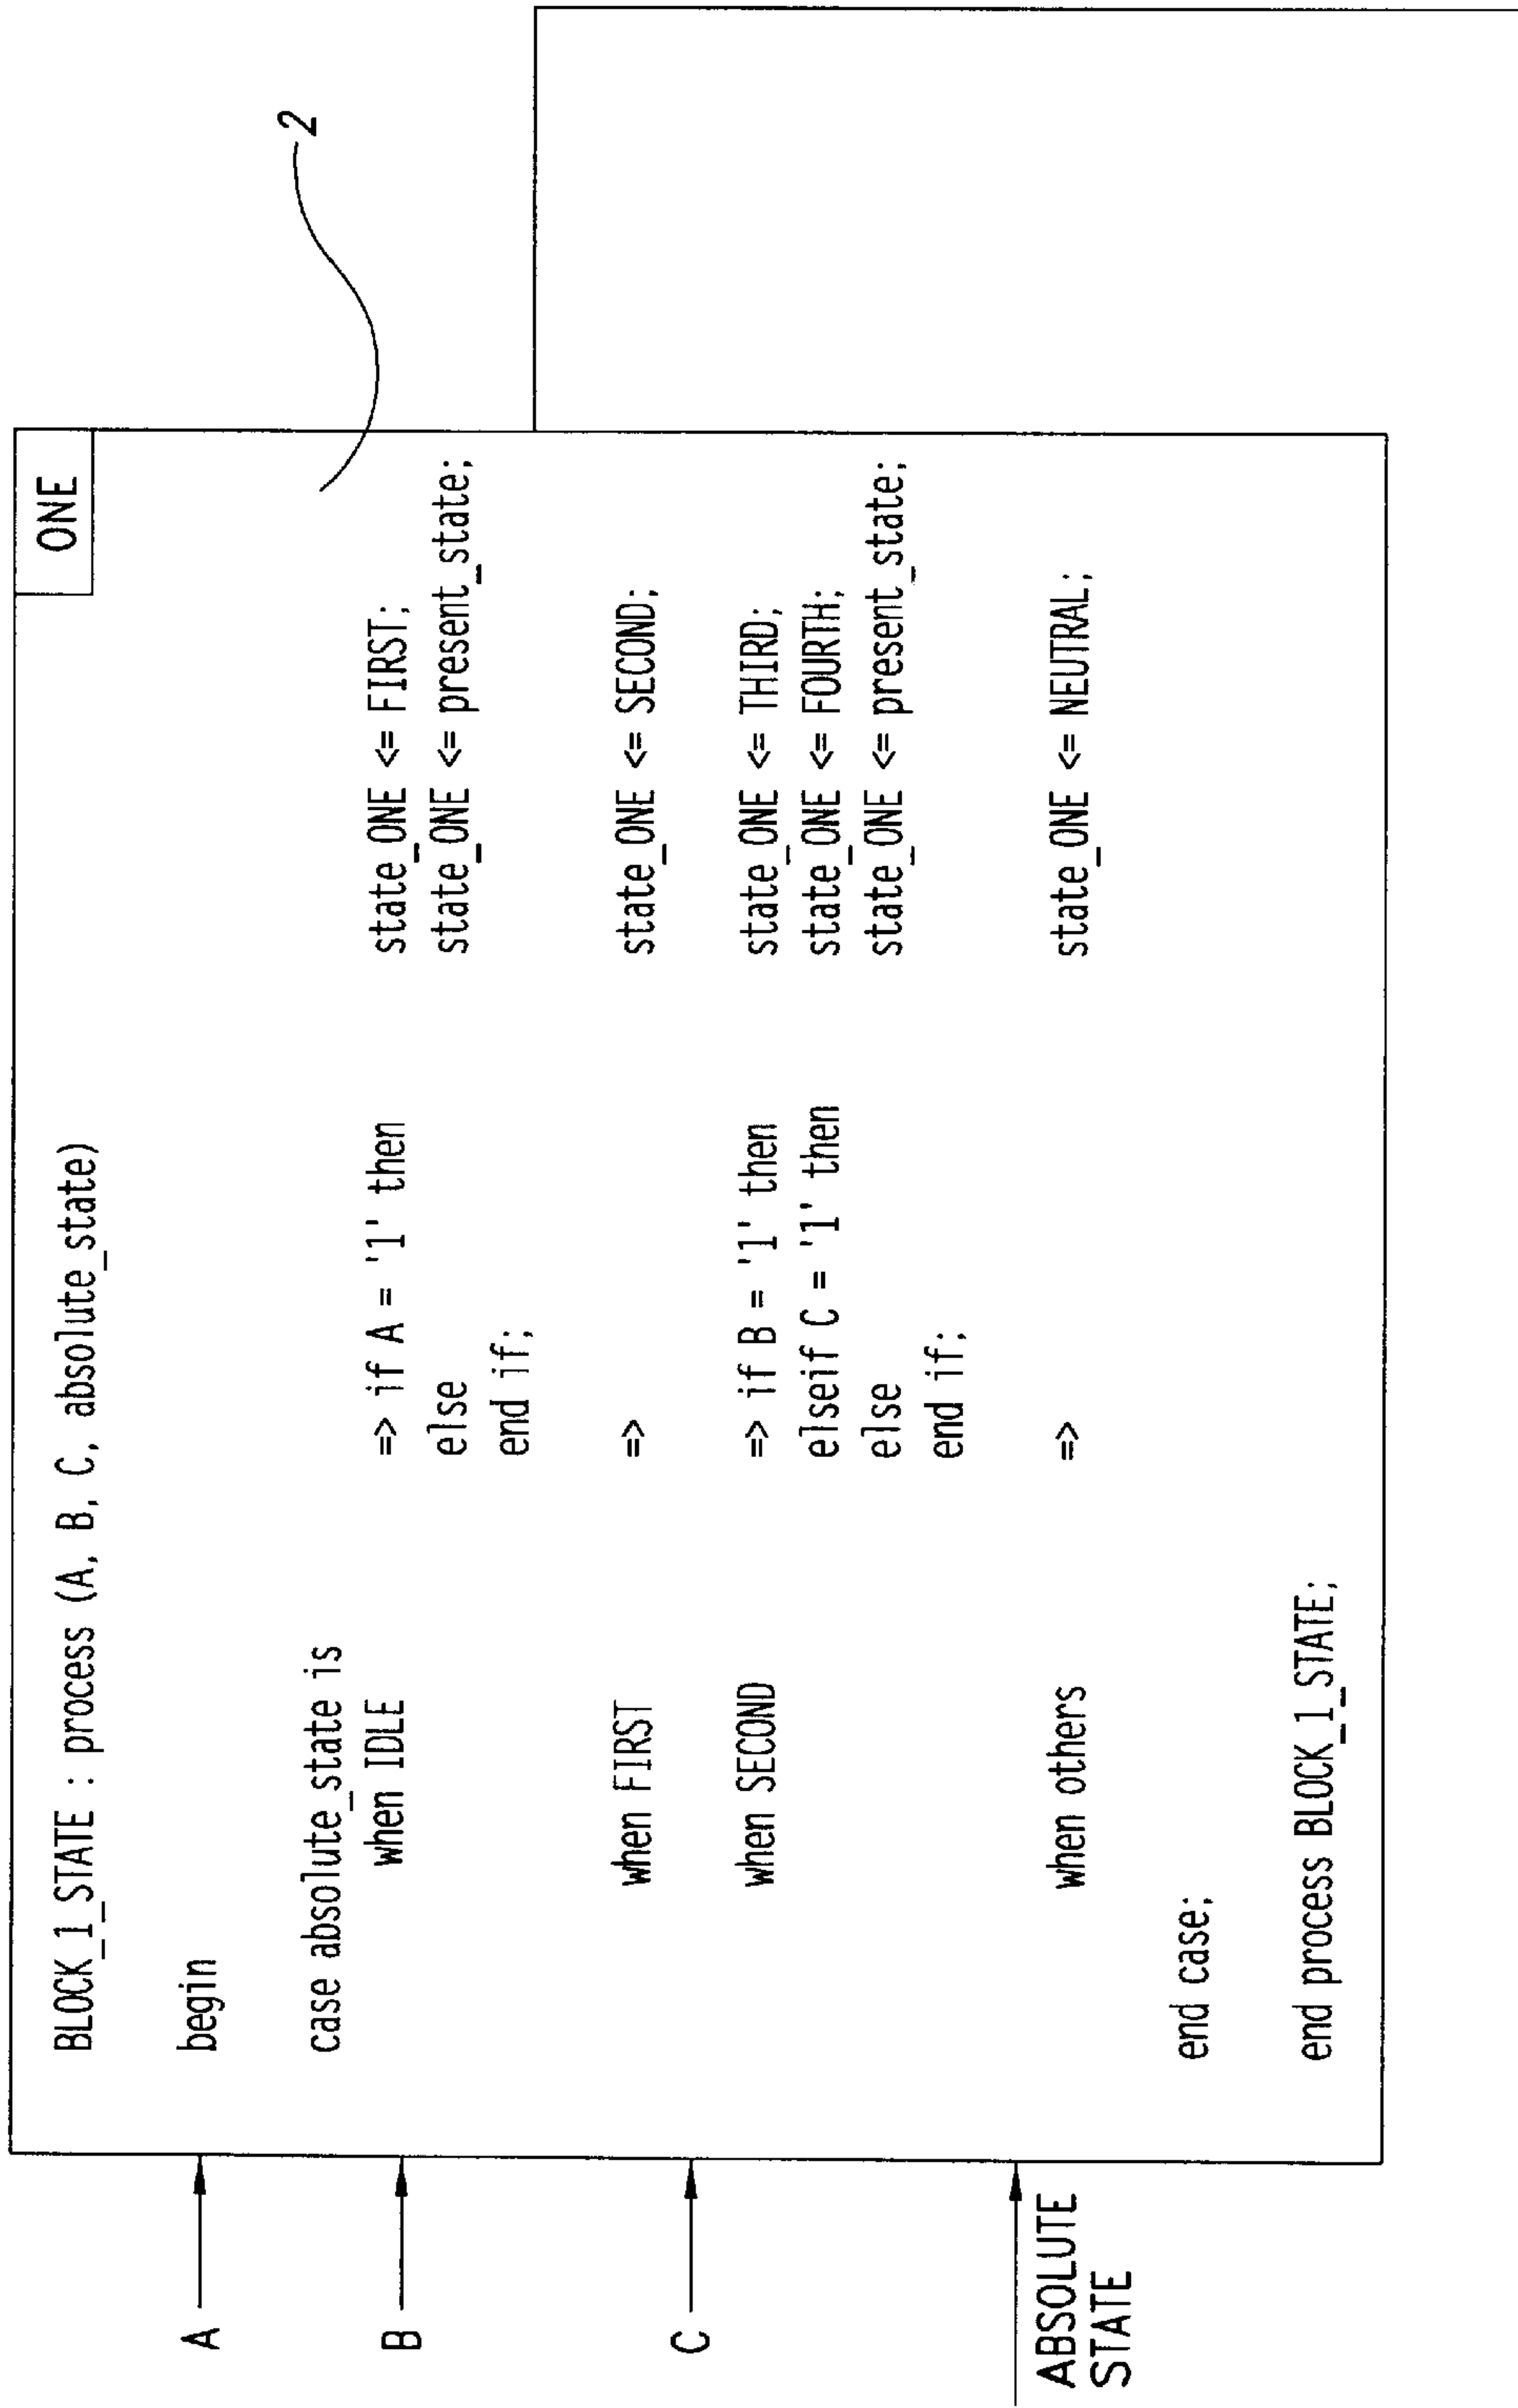 ONE
2
BLOCK_1_STATE : process (A, B, C, absolute_state)
begin
case absolute_state is
when IDLE => if A = '1' then state_ONE <= FIRST;
else state_ONE <= present_state;
end if;
when FIRST => state_ONE <= SECOND;
when SECOND => if B = '1' then state_ONE <= THIRD;
elseif C = '1' then state_ONE <= FOURTH;
else state_ONE <= present_state;
end if;
when others => state_ONE <= NEUTRAL;
end case;
end process BLOCK_1_STATE;
A
B
C
ABSOLUTE
STATE